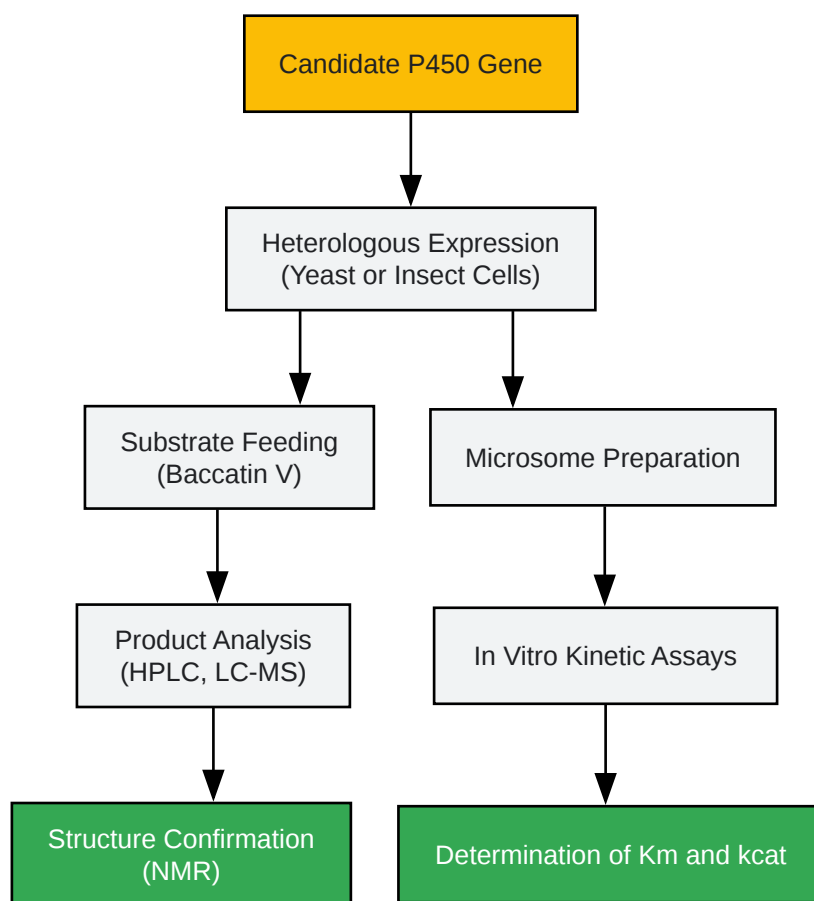 Candidate P450 Gene
Heterologous Expression
(Yeast or Insect Cells)
Substrate Feeding
(Baccatin V)
Microsome Preparation
Product Analysis
(HPLC, LC-MS)
In Vitro Kinetic Assays
Structure Confirmation
(NMR)
Determination of Km and kcat